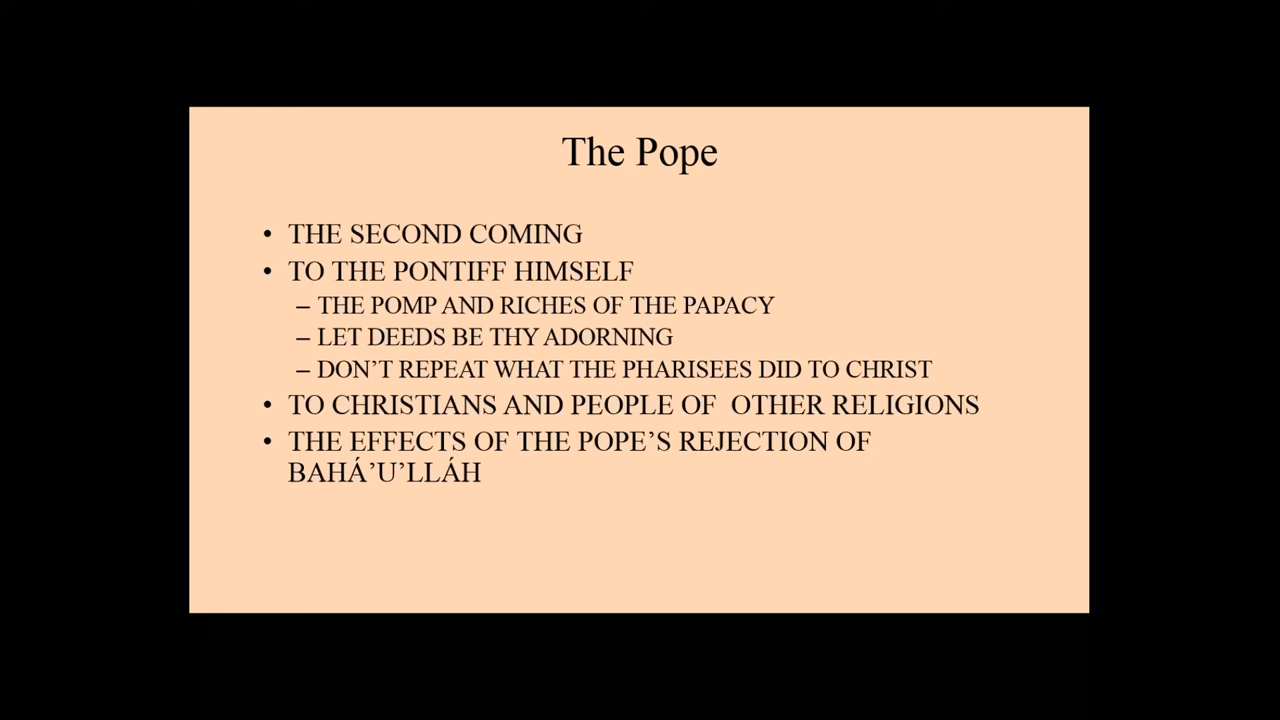 The Pope
• THE SECOND COMING
• TO THE PONTIFF HIMSELF
– THE POMP AND RICHES OF THE PAPACY
– LET DEEDS BE THY ADORNING
– DON’T REPEAT WHAT THE PHARISEES DID TO CHRIST
• TO CHRISTIANS AND PEOPLE OF  OTHER RELIGIONS
• THE EFFECTS OF THE POPE’S REJECTION OF
BAHÁ’U’LLÁH